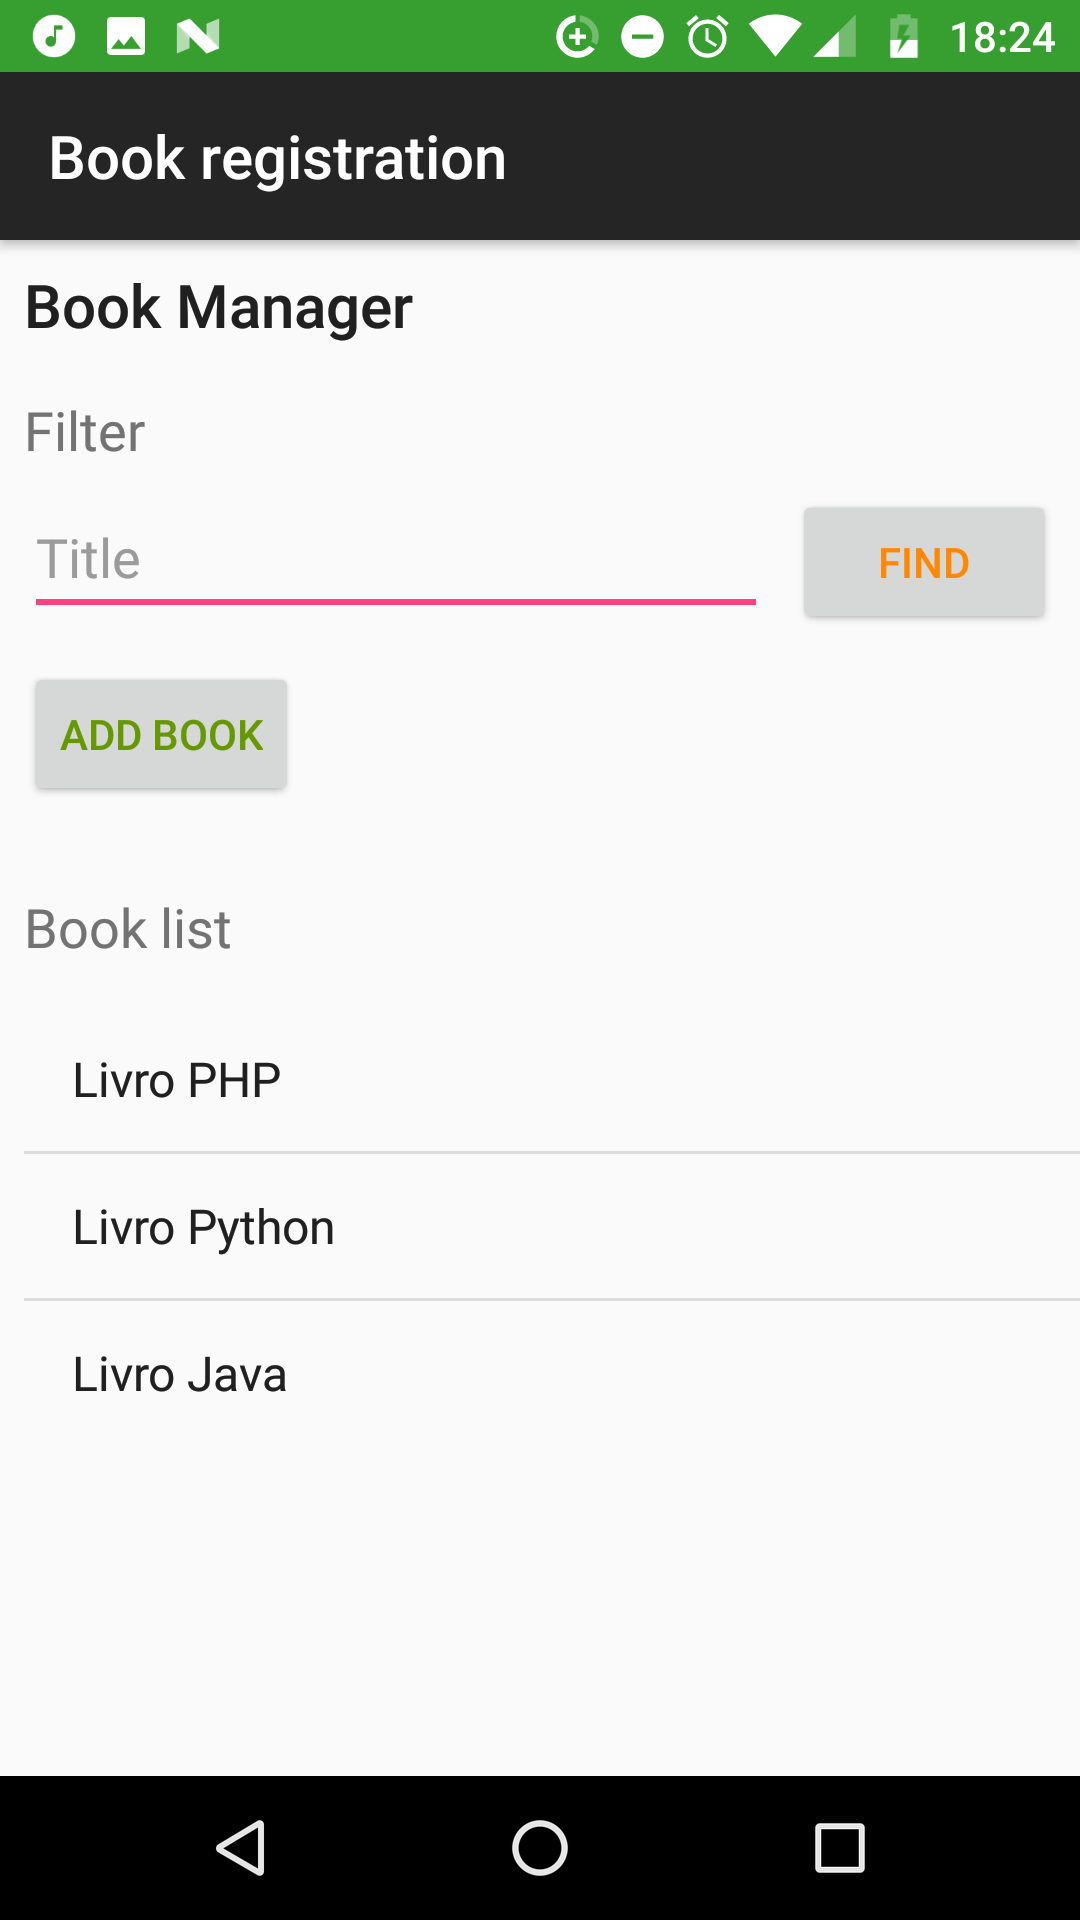 18:24
Book registration
Book Manager
Filter
Title
FIND
ADD BOOK
Book list
Livro PHP
Livro Python
Livro Java